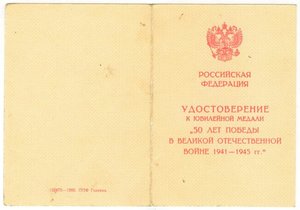 РОССИЙСКАЯ
ФЕДЕРАЦИЯ
УДОСТОВЕРЕНИЕ
К ЮБИЛЕЙНОЙ МЕДАЛИ
„50 ЛЕТ ПОБЕДЫ
В ВЕЛИКОЙ ОТЕЧЕСТВЕННОЙ
ВОЙНЕ 1941—1945 гг."